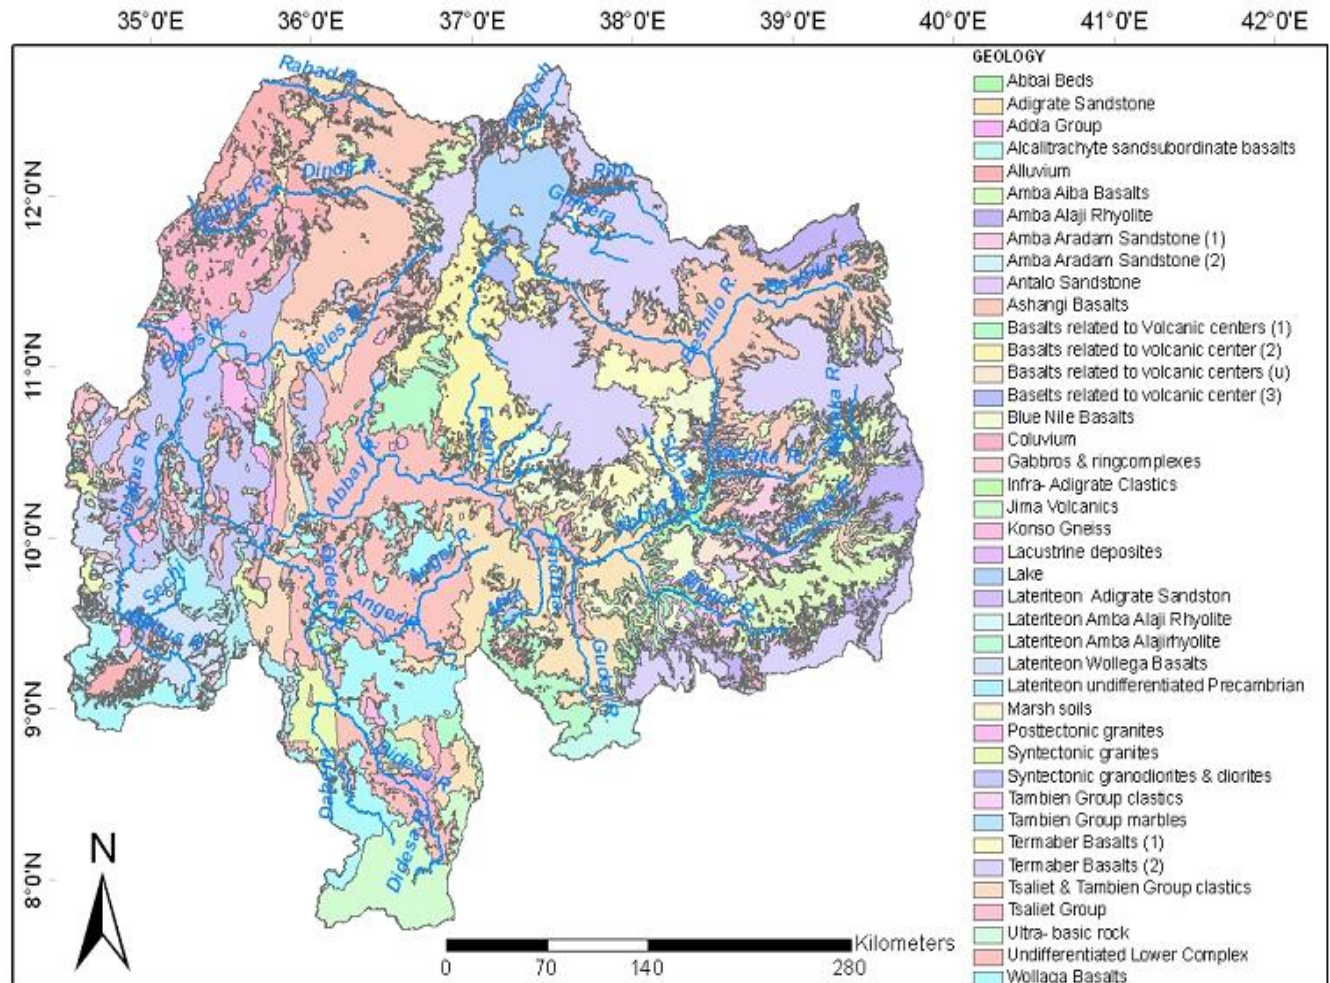 35°0'E 36°0'E 37°0'E 38°0'E 39°0'E 40°0'E 41°0'E 42°0'E
12°0'N
11°0'N
10°0'N
9°0'N
8°0'N
Rabad R.
Dindir R.
Ribb
Gumera
Beshilo R.
Beles R.
Dabus R.
Abbay R.
Fettam
Anger R.
Guder R.
Didesa R.
Dabana
Didesa R.
N
Kilometers
0 70 140 280
GEOLOGY
Abbai Beds
Adigrate Sandstone
Adola Group
Alcalitrachyte sandsubordinate basalts
Alluvium
Amba Aiba Basalts
Amba Alaji Rhyolite
Amba Aradam Sandstone (1)
Amba Aradam Sandstone (2)
Antalo Sandstone
Ashangi Basalts
Basalts related to Volcanic centers (1)
Basalts related to volcanic center (2)
Basalts related to volcanic centers (u)
Baselts related to volcanic center (3)
Blue Nile Basalts
Coluvium
Gabbros & ringcomplexes
Infra- Adigrate Clastics
Jima Volcanics
Konso Gneiss
Lacustrine deposites
Lake
Lateriteon Adigrate Sandston
Lateriteon Amba Alaji Rhyolite
Lateriteon Amba Alajirhyolite
Lateriteon Wollega Basalts
Lateriteon undifferentiated Precambrian
Marsh soils
Posttectonic granites
Syntectonic granites
Syntectonic granodiorites & diorites
Tambien Group clastics
Tambien Group marbles
Termaber Basalts (1)
Termaber Basalts (2)
Tsaliet & Tambien Group clastics
Tsaliet Group
Ultra- basic rock
Undifferentiated Lower Complex
Wollaga Basalts